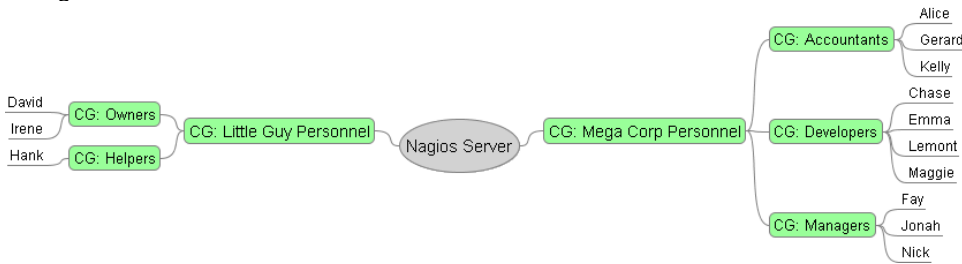 Alice
CG: Accountants
Gerard
Kelly
Chase
David
CG: Owners
Irene
CG: Little Guy Personnel
Nagios Server
CG: Mega Corp Personnel
CG: Developers
Emma
Lemont
Hank
CG: Helpers
Maggie
Fay
CG: Managers
Jonah
Nick